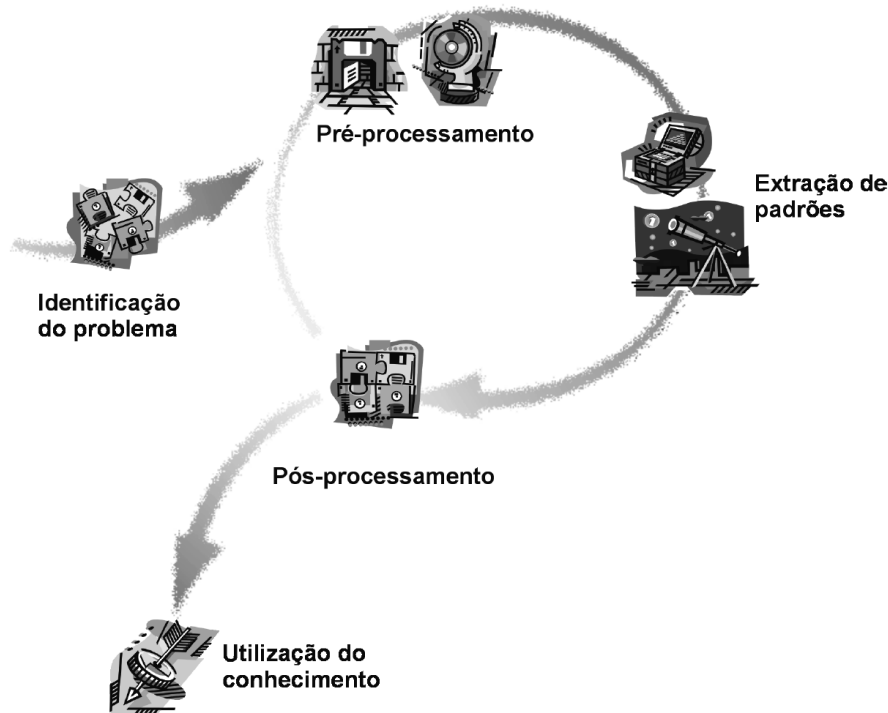 Pré-processamento
Extração de
padrões
Identificação
do problema
Pós-processamento
Utilização do
conhecimento